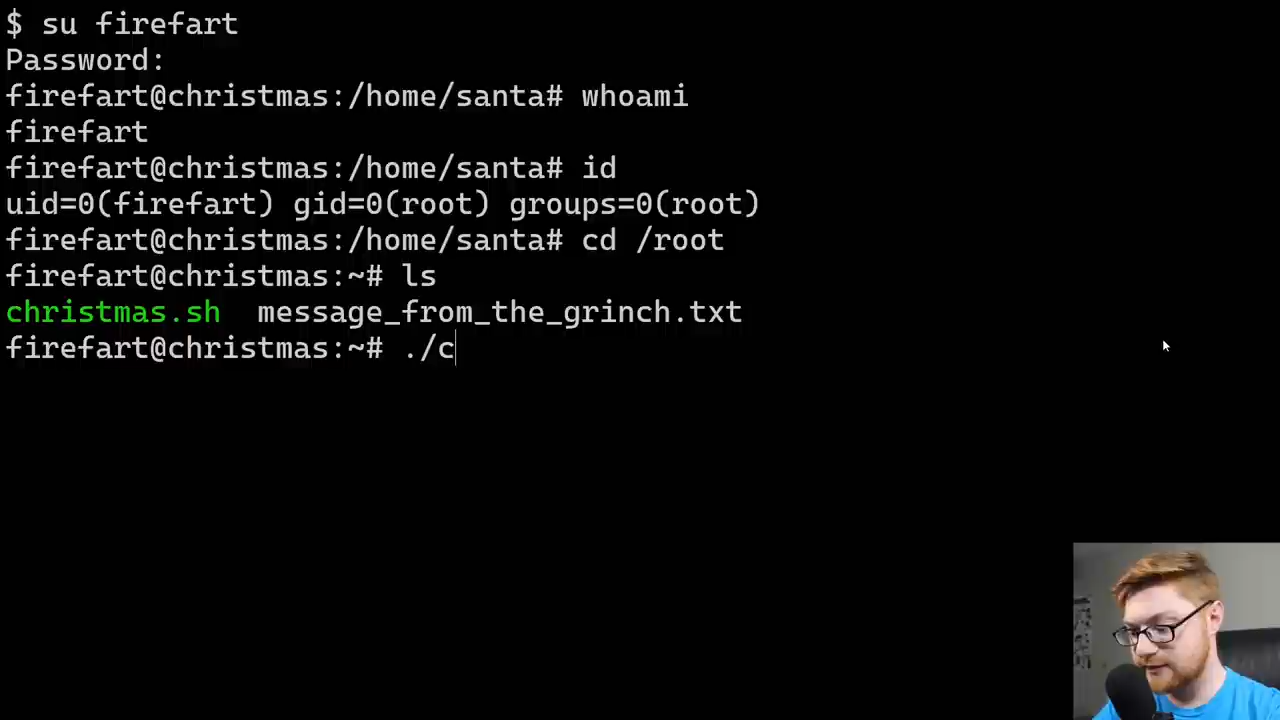 $ su firefart
Password:
firefart@christmas:/home/santa# whoami
firefart
firefart@christmas:/home/santa# id
uid=0(firefart) gid=0(root) groups=0(root)
firefart@christmas:/home/santa# cd /root
firefart@christmas:~# ls
christmas.sh  message_from_the_grinch.txt
firefart@christmas:~# ./c